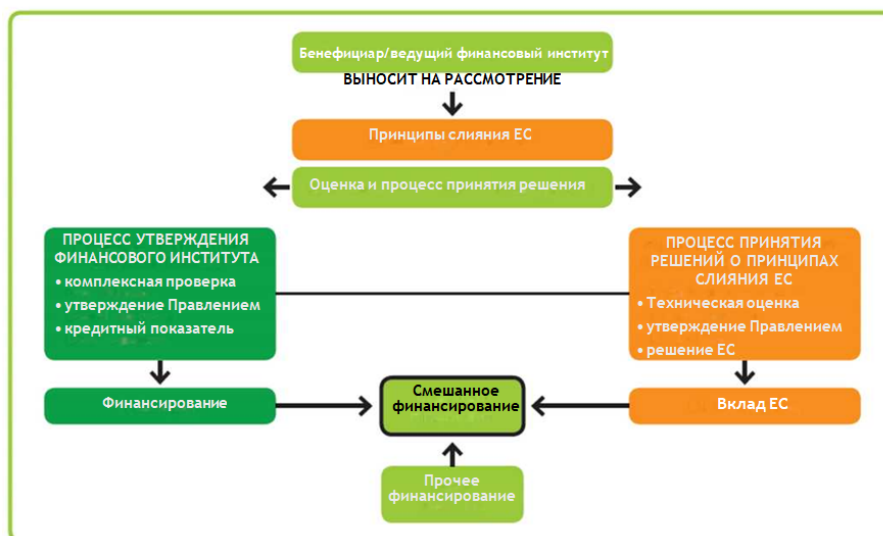 Бенефициар/ведущий финансовый институт
ВЫНОСИТ НА РАССМОТРЕНИЕ
Принципы слияния ЕС
Оценка и процесс принятия решения
ПРОЦЕСС УТВЕРЖДЕНИЯ
ФИНАНСОВОГО ИНСТИТУТА
• комплексная проверка
• утверждение Правлением
• кредитный показатель
ПРОЦЕСС ПРИНЯТИЯ
РЕШЕНИЙ О ПРИНЦИПАХ
СЛИЯНИЯ ЕС
• Техническая оценка
• утверждение Правлением
• решение ЕС
Финансирование
Смешанное
финансирование
Вклад ЕС
Прочее
финансирование